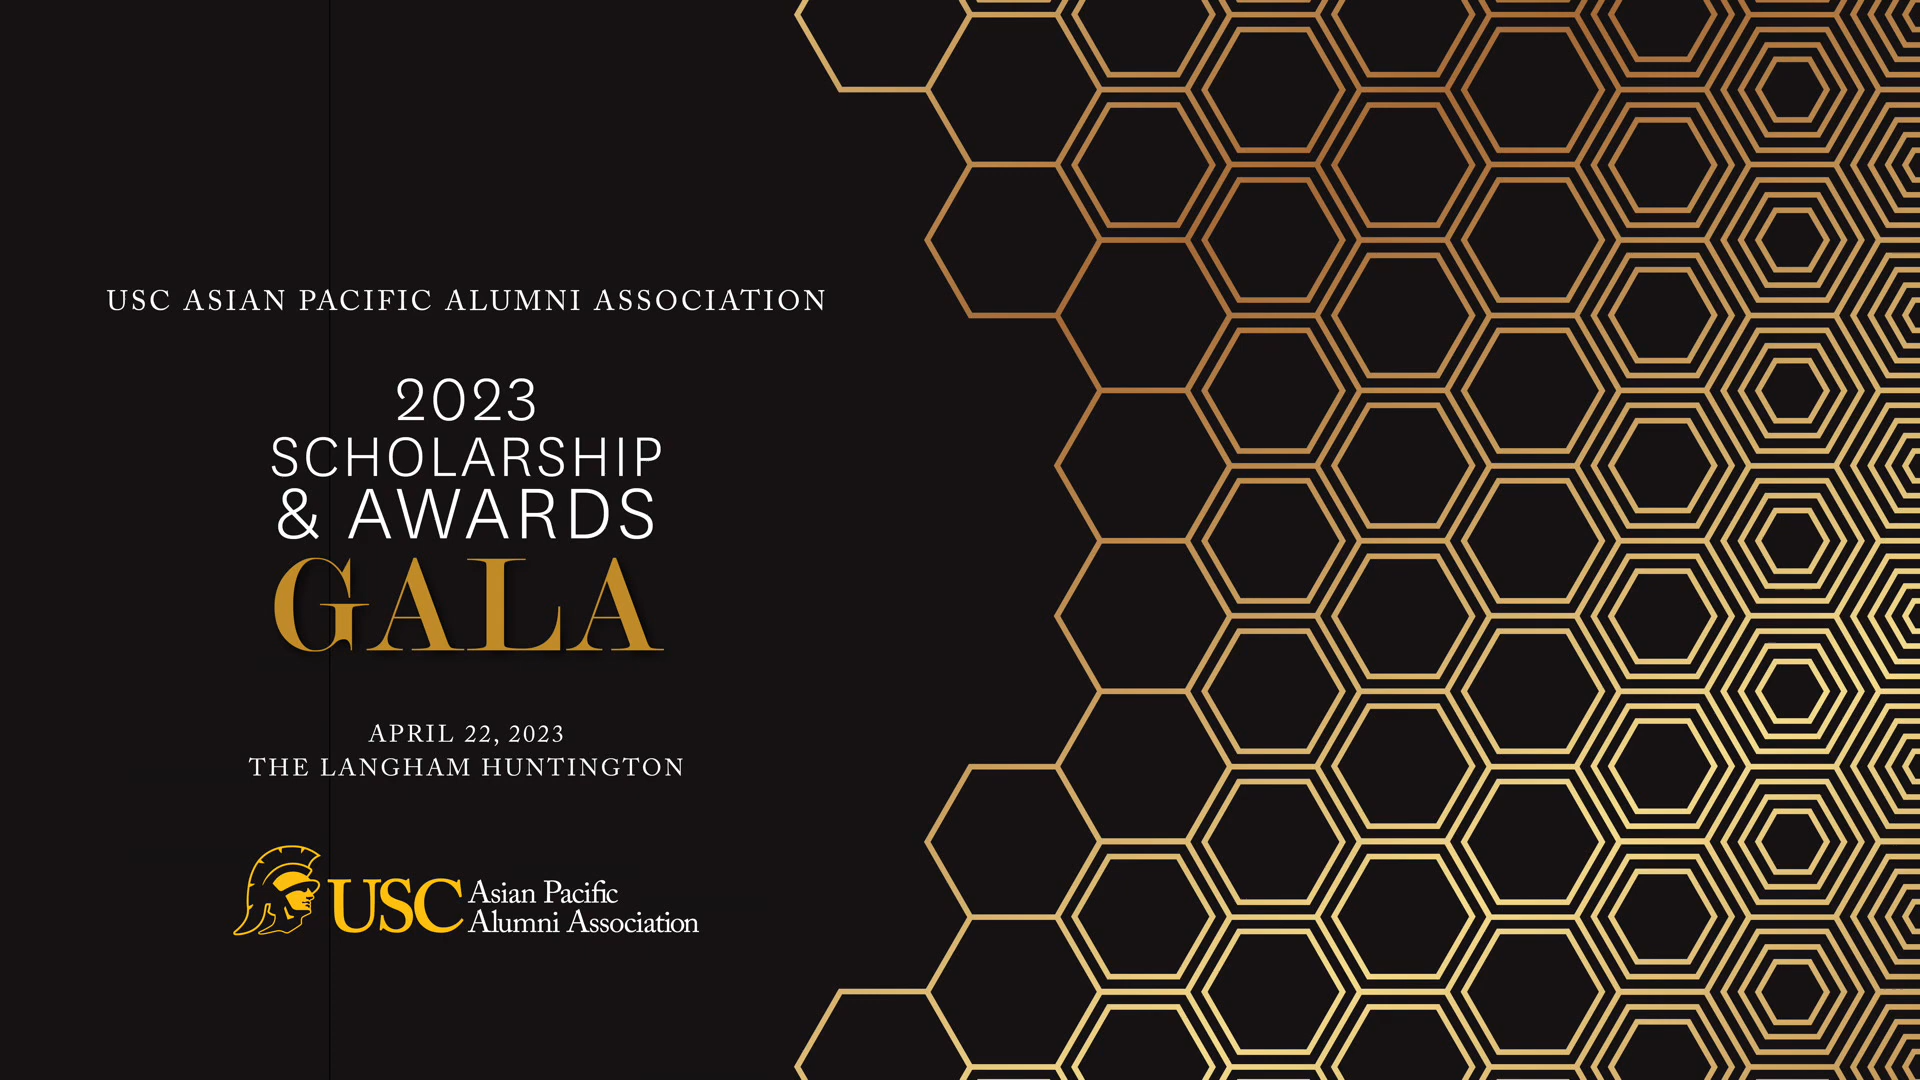 USC ASIAN PACIFIC ALUMNI ASSOCIATION
2023
SCHOLARSHIP
& AWARDS
GALA
APRIL 22, 2023
THE LANGHAM HUNTINGTON
USC Asian Pacific
Alumni Association